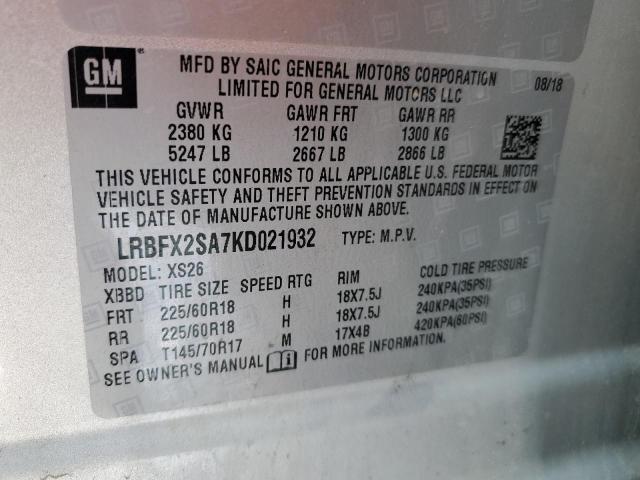 GM
MFD BY SAIC GENERAL MOTORS CORPORATION 08/18
LIMITED FOR GENERAL MOTORS LLC
GVWR GAWR FRT GAWR RR
2380 KG 1210 KG 1300 KG
5247 LB 2667 LB 2866 LB
THIS VEHICLE CONFORMS TO ALL APPLICABLE U.S. FEDERAL MOTOR
VEHICLE SAFETY AND THEFT PREVENTION STANDARDS IN EFFECT ON
THE DATE OF MANUFACTURE SHOWN ABOVE.
LRBFX2SA7KD021932 TYPE: M.P.V.
MODEL: XS26
XBBD TIRE SIZE SPEED RTG RIM COLD TIRE PRESSURE
FRT 225/60R18 H 18X7.5J 240KPA(35PSI)
RR 225/60R18 H 18X7.5J 240KPA(35PSI)
SPA T145/70R17 M 17X4B 420KPA(60PSI)
SEE OWNER'S MANUAL FOR MORE INFORMATION.